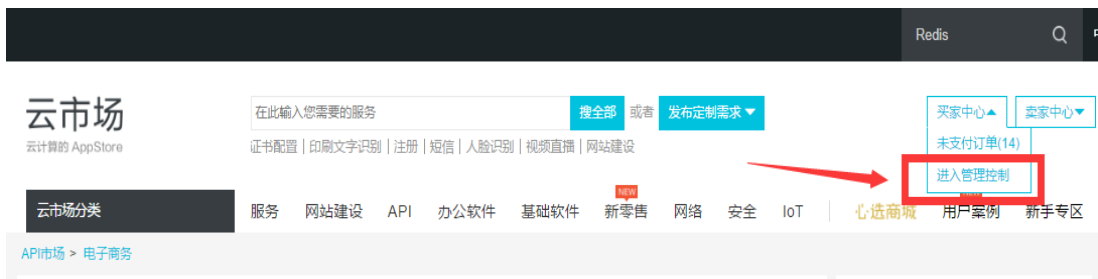 Redis
云市场
云计算的 AppStore
在此输入您需要的服务 搜全部 或者 发布定制需求
买家中心 卖家中心
证书配置 | 印刷文字识别 | 注册 | 短信 | 人脸识别 | 视频直播 | 网站建设
未支付订单(14)
进入管理控制
NEW
云市场分类 服务 网站建设 API 办公软件 基础软件 新零售 网络 安全 IoT 心选商城 用户案例 新手专区
API市场 > 电子商务